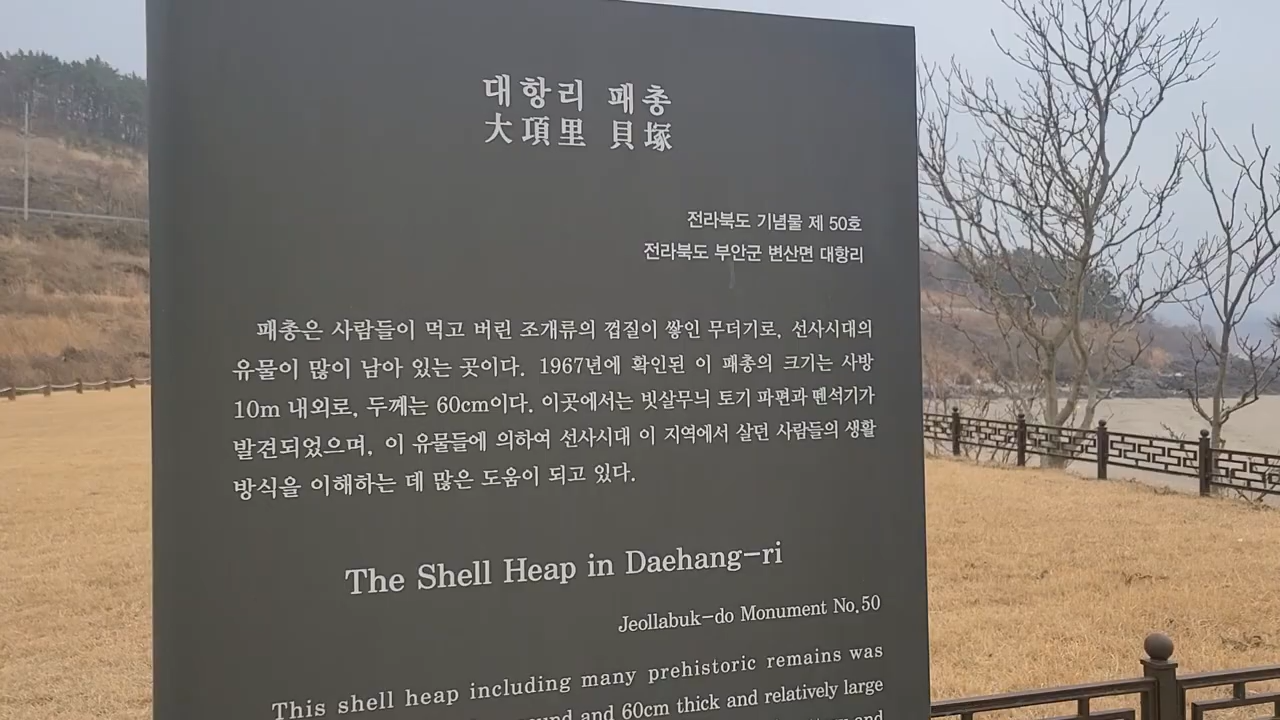 대항리 패총
大項里 貝塚
전라북도 기념물 제 50호
전라북도 부안군 변산면 대항리
패총은 사람들이 먹고 버린 조개류의 껍질이 쌓인 무더기로, 선사시대의
유물이 많이 남아 있는 곳이다. 1967년에 확인된 이 패총의 크기는 사방
10m 내외로, 두께는 60cm이다. 이곳에서는 빗살무늬 토기 파편과 뗀석기가
발견되었으며, 이 유물들에 의하여 선사시대 이 지역에서 살던 사람들의 생활
방식을 이해하는 데 많은 도움이 되고 있다.
The Shell Heap in Daehang-ri
Jeollabuk-do Monument No.50
This shell heap including many prehistoric remains was
and 60cm thick and relatively large
and